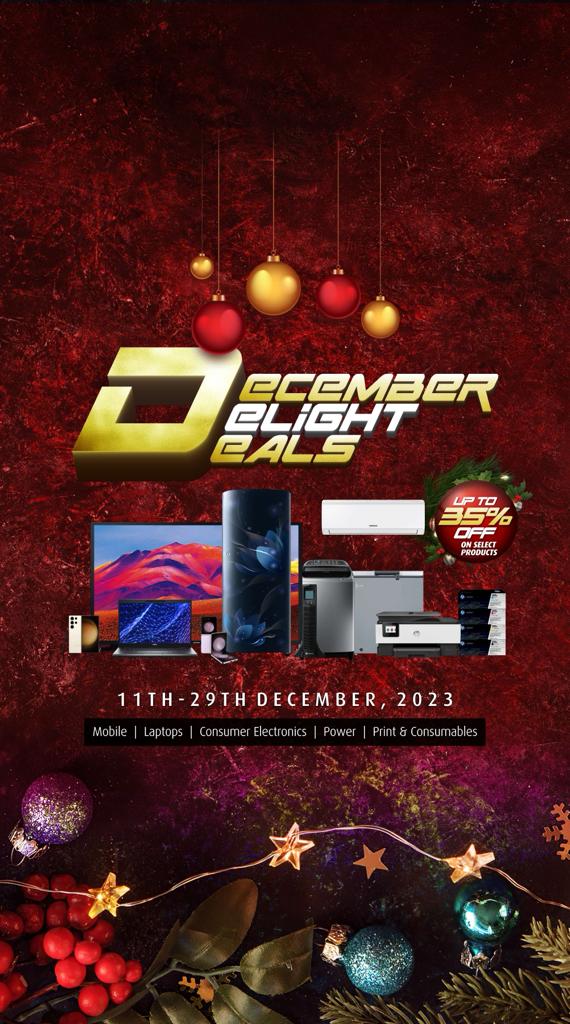 DECEMBER
DELIGHT
DEALS
UP TO
35%
OFF
ON SELECT
PRODUCTS
11TH-29TH DECEMBER, 2023
Mobile | Laptops | Consumer Electronics | Power | Print & Consumables